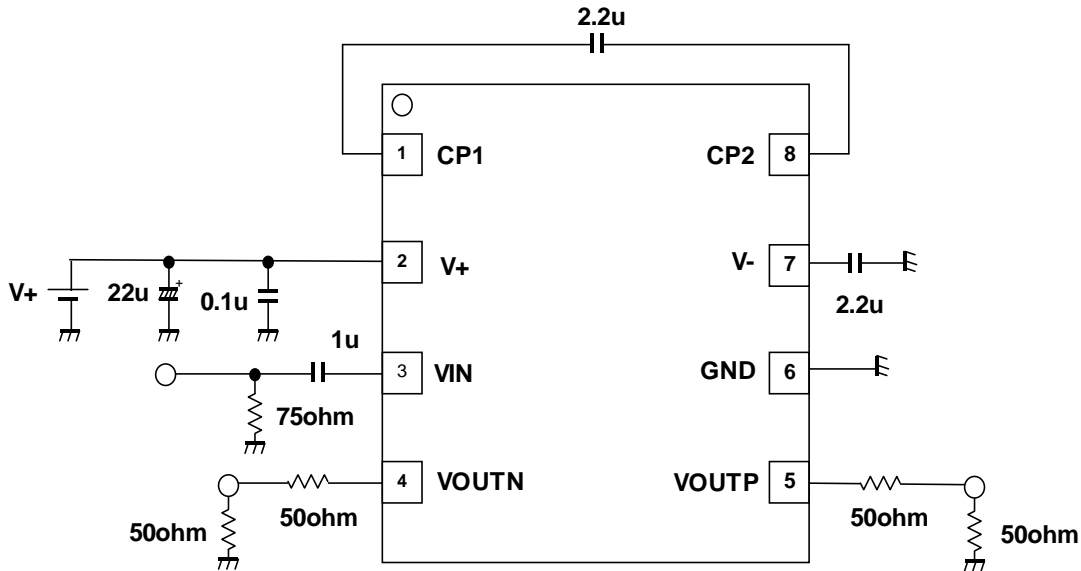 2.2u
1 CP1 CP2 8
2 V+ V- 7
V+ 22u + 0.1u 2.2u
1u
3 VIN GND 6
75ohm
4 VOUTN VOUTP 5
50ohm 50ohm 50ohm 50ohm